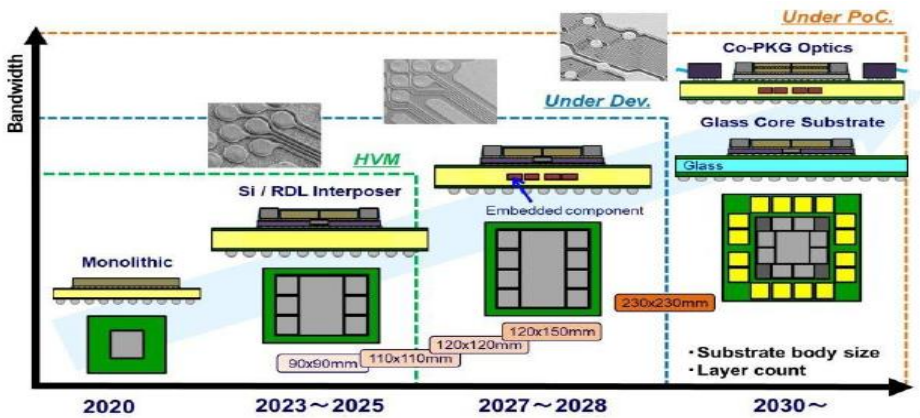 Under PoC.
Co-PKG Optics
Bandwidth
Under Dev.
Glass Core Substrate
HVM
Glass
Si / RDL Interposer
Embedded component
Monolithic
230x230mm
120x150mm
120x120mm
110x110mm
90x90mm
・Substrate body size
・Layer count
2020
2023～2025
2027～2028
2030～